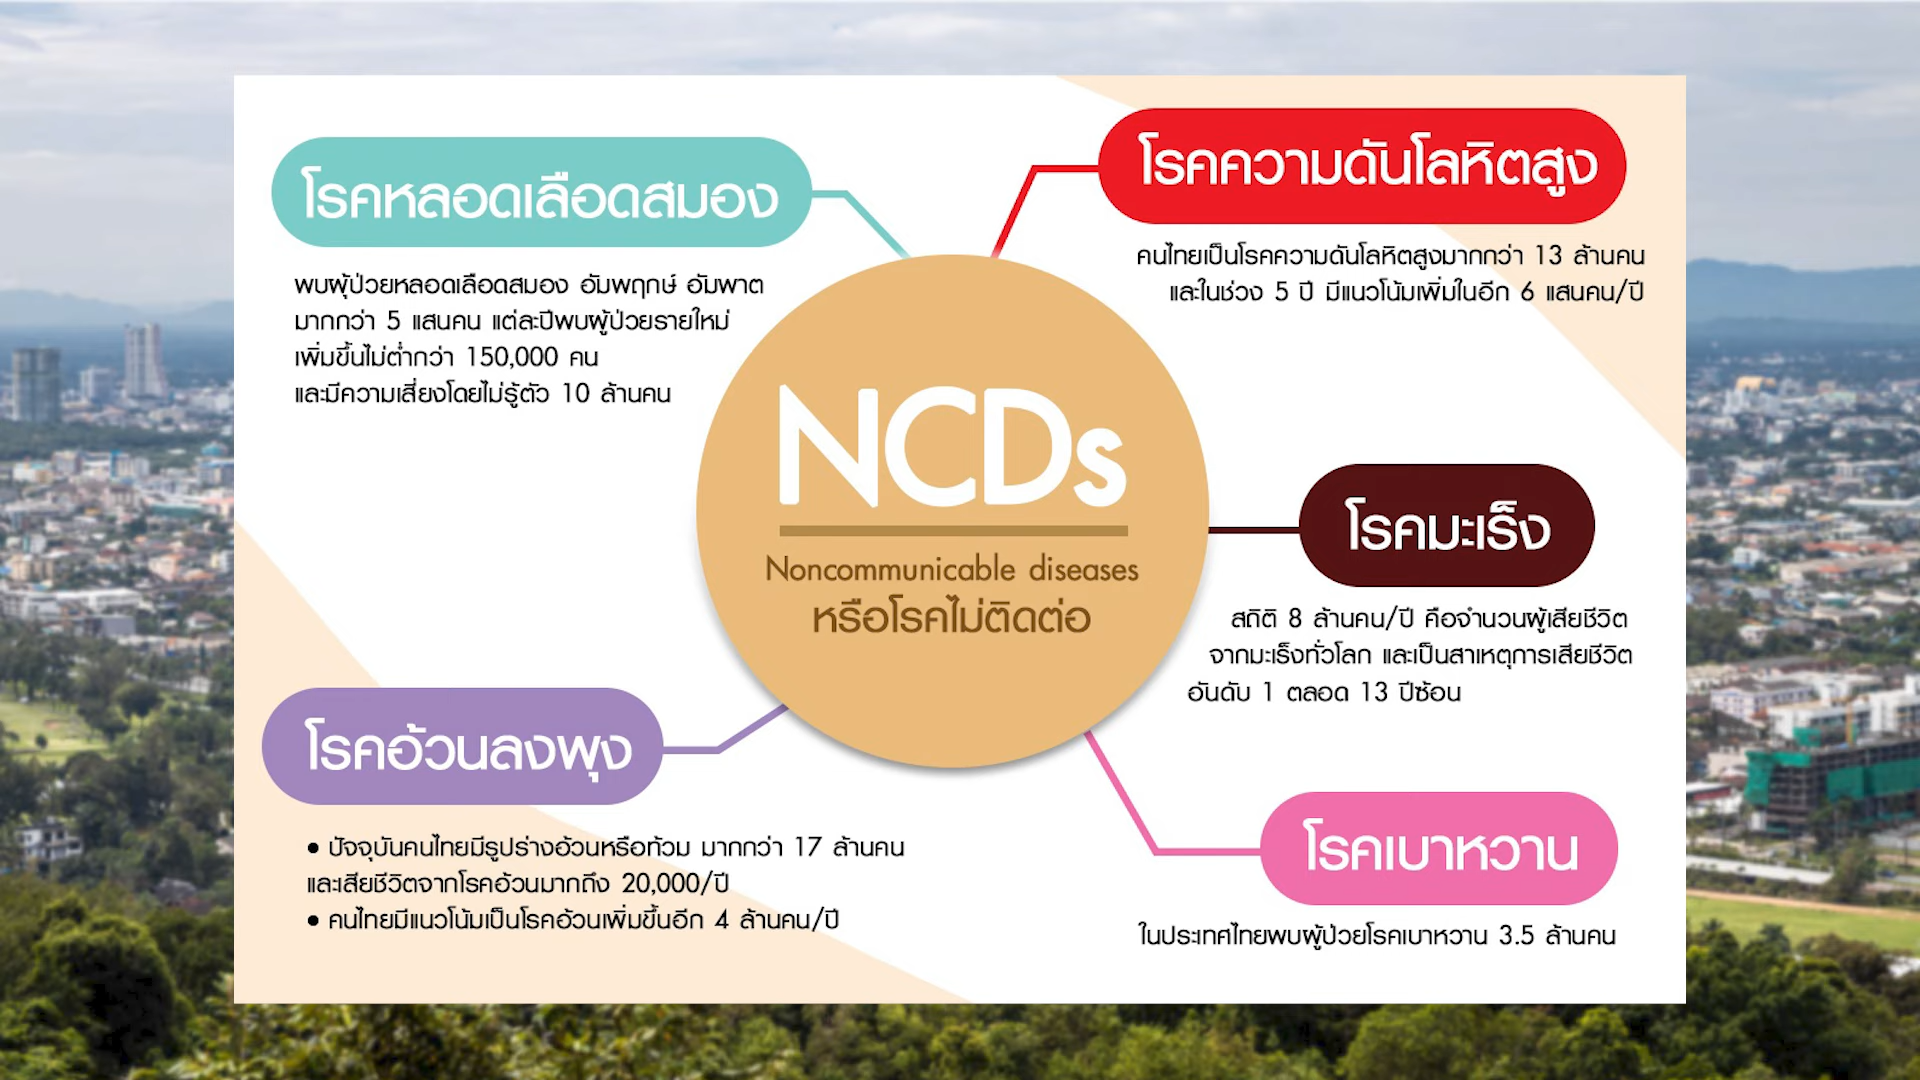 โรคหลอดเลือดสมอง
พบผู้ป่วยหลอดเลือดสมอง อัมพฤกษ์ อัมพาต
มากกว่า 5 แสนคน แต่ละปีพบผู้ป่วยรายใหม่
เพิ่มขึ้นไม่ต่ำกว่า 150,000 คน
และมีความเสี่ยงโดยไม่รู้ตัว 10 ล้านคน
โรคความดันโลหิตสูง
คนไทยเป็นโรคความดันโลหิตสูงมากกว่า 13 ล้านคน
และในช่วง 5 ปี มีแนวโน้มเพิ่มในอีก 6 แสนคน/ปี
NCDs
Noncommunicable diseases
หรือโรคไม่ติดต่อ
โรคมะเร็ง
สถิติ 8 ล้านคน/ปี คือจำนวนผู้เสียชีวิต
จากมะเร็งทั่วโลก และเป็นสาเหตุการเสียชีวิต
อันดับ 1 ตลอด 13 ปีซ้อน
โรคอ้วนลงพุง
• ปัจจุบันคนไทยมีรูปร่างอ้วนหรือท้วม มากกว่า 17 ล้านคน
และเสียชีวิตจากโรคอ้วนมากถึง 20,000/ปี
• คนไทยมีแนวโน้มเป็นโรคอ้วนเพิ่มขึ้นอีก 4 ล้านคน/ปี
โรคเบาหวาน
ในประเทศไทยพบผู้ป่วยโรคเบาหวาน 3.5 ล้านคน